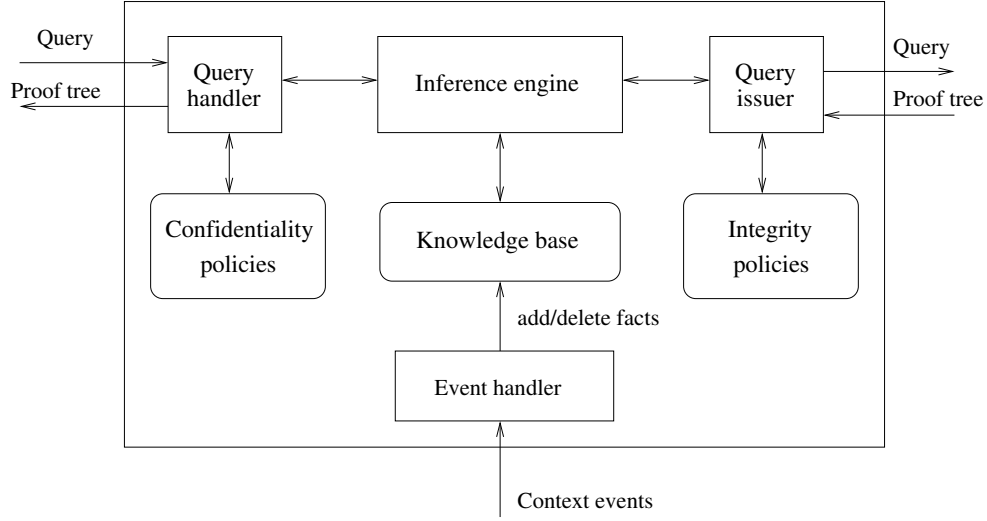 Query
Proof tree
Query
handler
Inference engine
Query
issuer
Query
Proof tree
Confidentiality
policies
Knowledge base
Integrity
policies
add/delete facts
Event handler
Context events